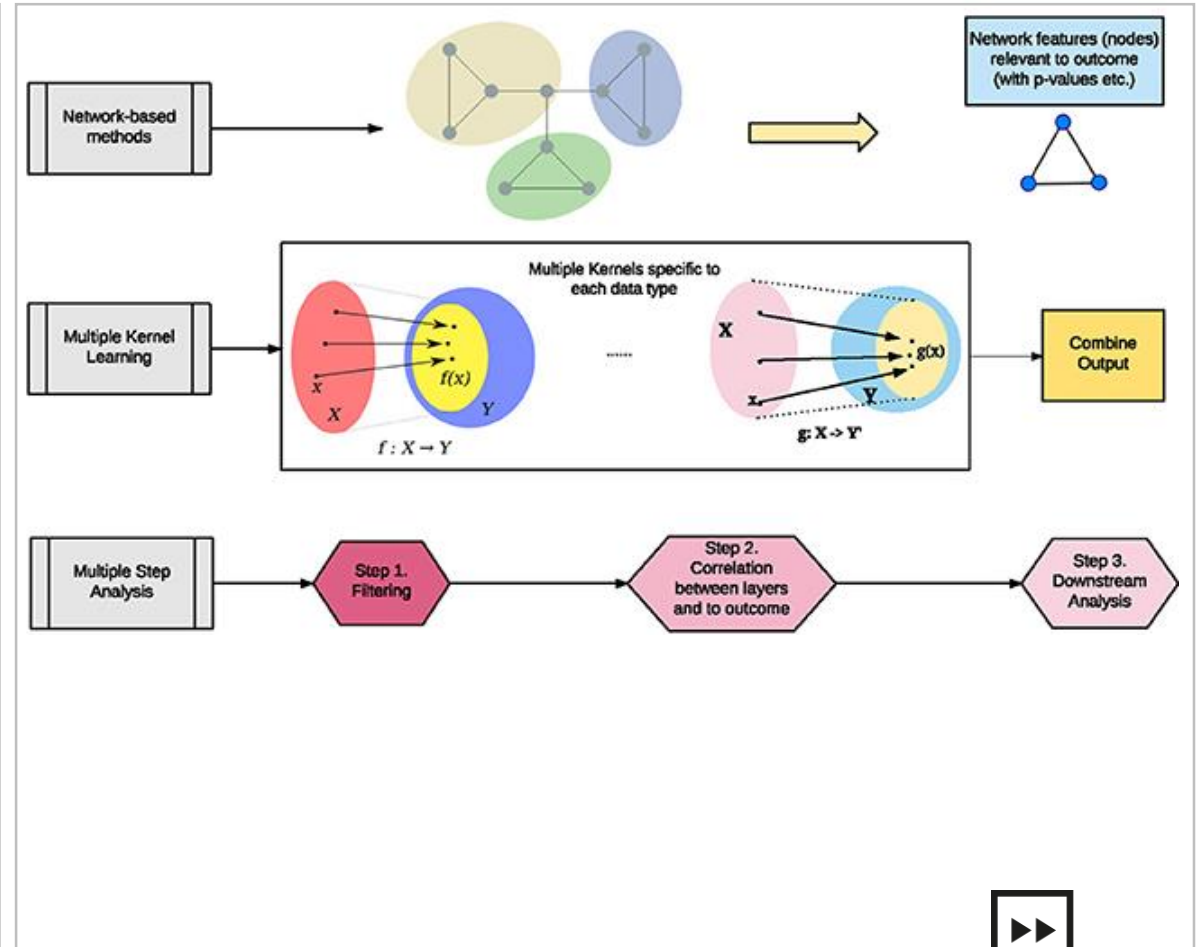 Network-based
methods
Network features (nodes)
relevant to outcome
(with p-values etc.)
Multiple Kernel
Learning
Multiple Kernels specific to
each data type
x
X
f(x)
Y
f : X → Y
......
X
x
g(x)
Y
g: X -> Y
Combine
Output
Multiple Step
Analysis
Step 1.
Filtering
Step 2.
Correlation
between layers
and to outcome
Step 3.
Downstream
Analysis